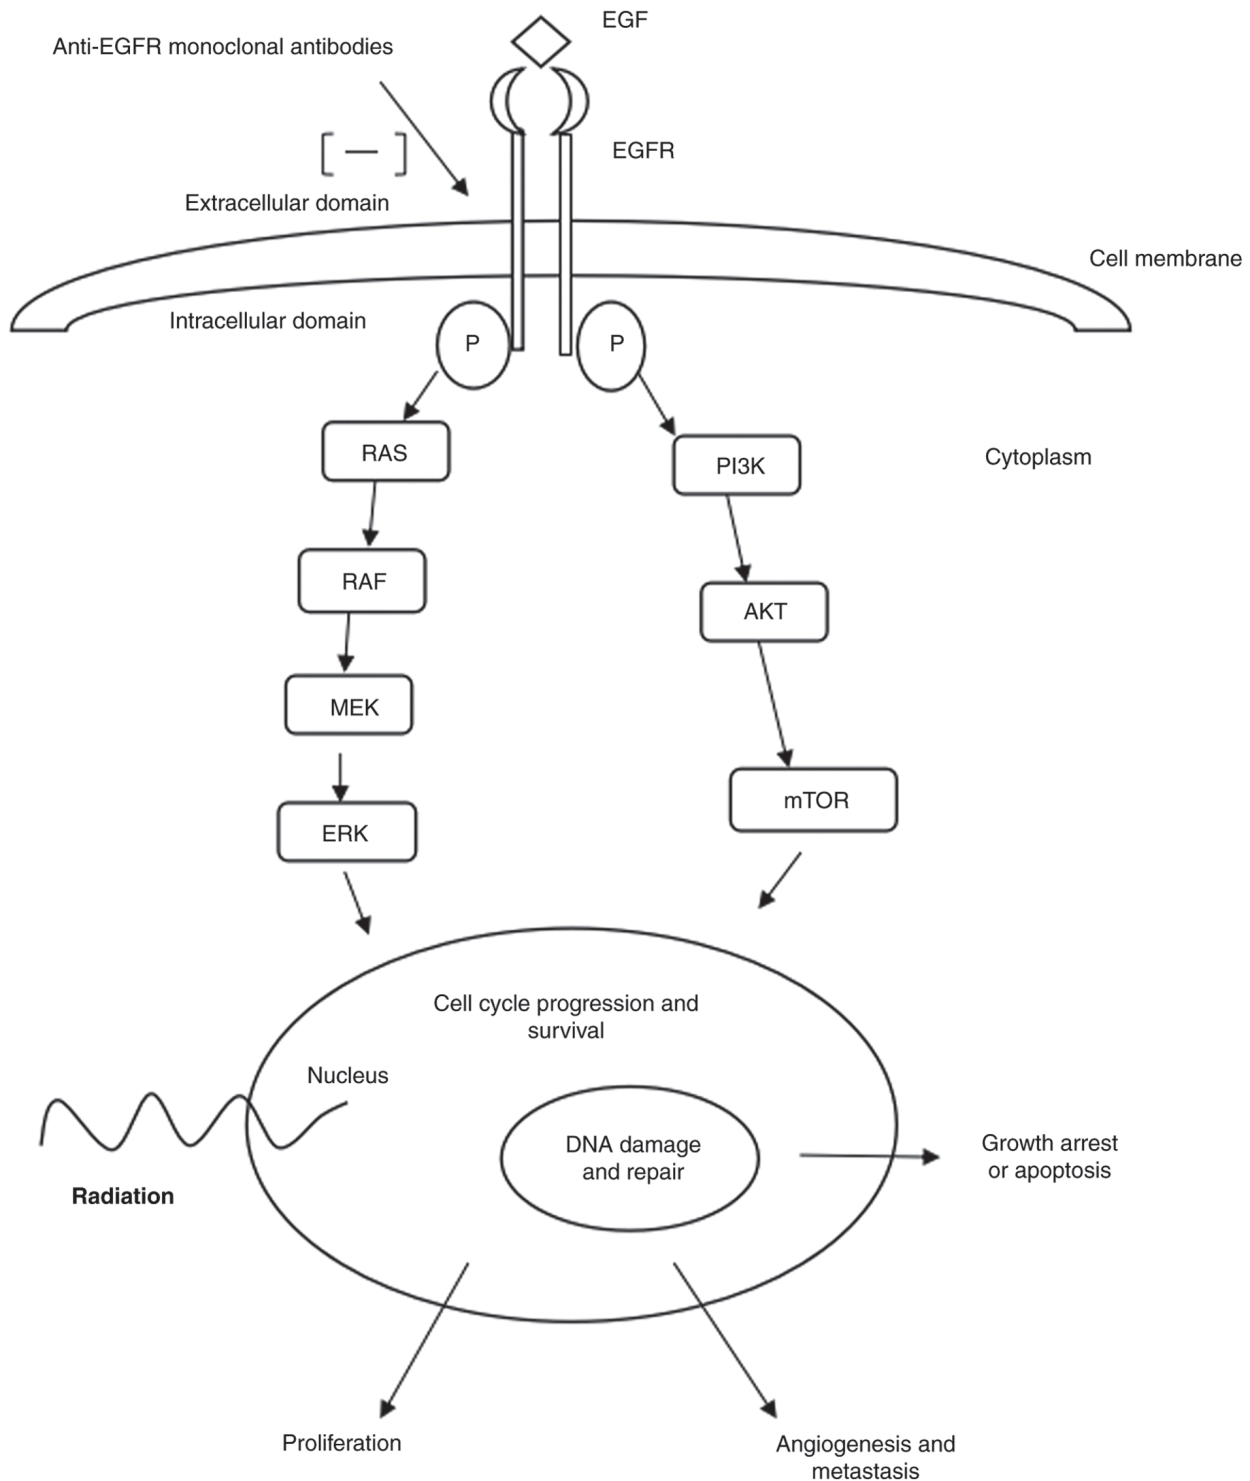 EGF
Anti-EGFR monoclonal antibodies
[ — ]
EGFR
Extracellular domain
Cell membrane
Intracellular domain
P
P
RAS
PI3K
Cytoplasm
RAF
AKT
MEK
mTOR
ERK
Cell cycle progression and
survival
Nucleus
DNA damage
and repair
Growth arrest
or apoptosis
Radiation
Proliferation
Angiogenesis and
metastasis